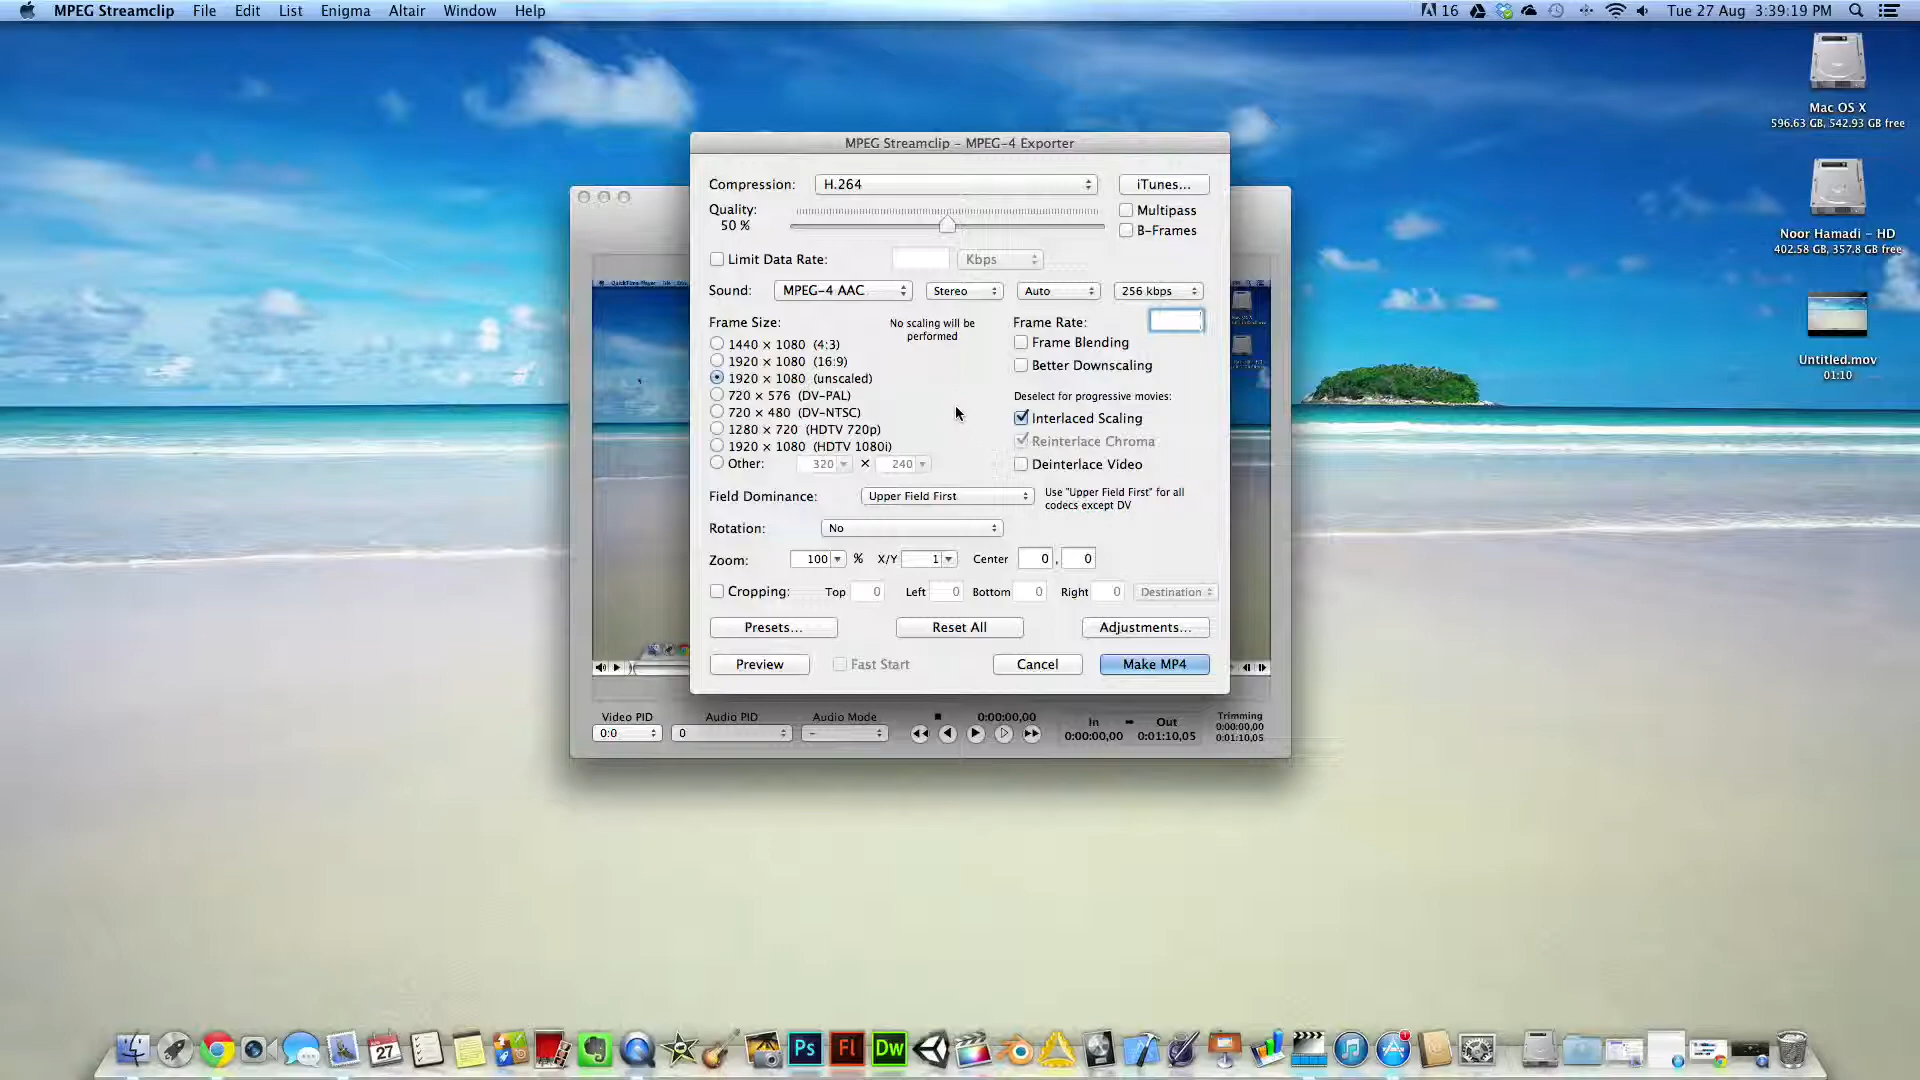 MPEG Streamclip File Edit List Enigma Altair Window Help
16 Tue 27 Aug 3:39:19 PM
Mac OS X
596.63 GB, 542.93 GB free
Noor Hamadi - HD
402.58 GB, 357.8 GB free
Untitled.mov
01:10
MPEG Streamclip - MPEG-4 Exporter
Compression: H.264 iTunes...
Quality: 50 % Multipass
B-Frames
Limit Data Rate: Kbps
Sound: MPEG-4 AAC Stereo Auto 256 kbps
Frame Size: No scaling will be performed Frame Rate:
1440 × 1080 (4:3) Frame Blending
1920 × 1080 (16:9) Better Downscaling
1920 × 1080 (unscaled)
720 × 576 (DV-PAL) Deselect for progressive movies:
720 × 480 (DV-NTSC) Interlaced Scaling
1280 × 720 (HDTV 720p)
1920 × 1080 (HDTV 1080i) Reinterlace Chroma
Other: 320 × 240 Deinterlace Video
Field Dominance: Upper Field First Use "Upper Field First" for all codecs except DV
Rotation: No
Zoom: 100 % X/Y 1 Center 0 , 0
Cropping: Top 0 Left 0 Bottom 0 Right 0 Destination
Presets... Reset All Adjustments...
Preview Fast Start Cancel Make MP4
Video PID Audio PID Audio Mode 0:00:00,00 In Out Trimming
0:0 0 - 0:00:00,00 0:01:10,05 0:00:00,00
0:01:10,05
27 Ps Fl Dw 1